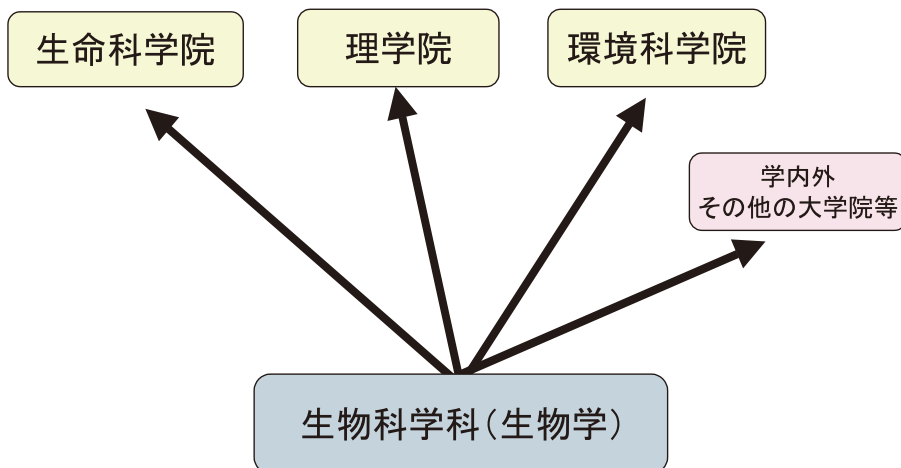 生命科学院
理学院
環境科学院
学内外
その他の大学院等
生物科学科（生物学）